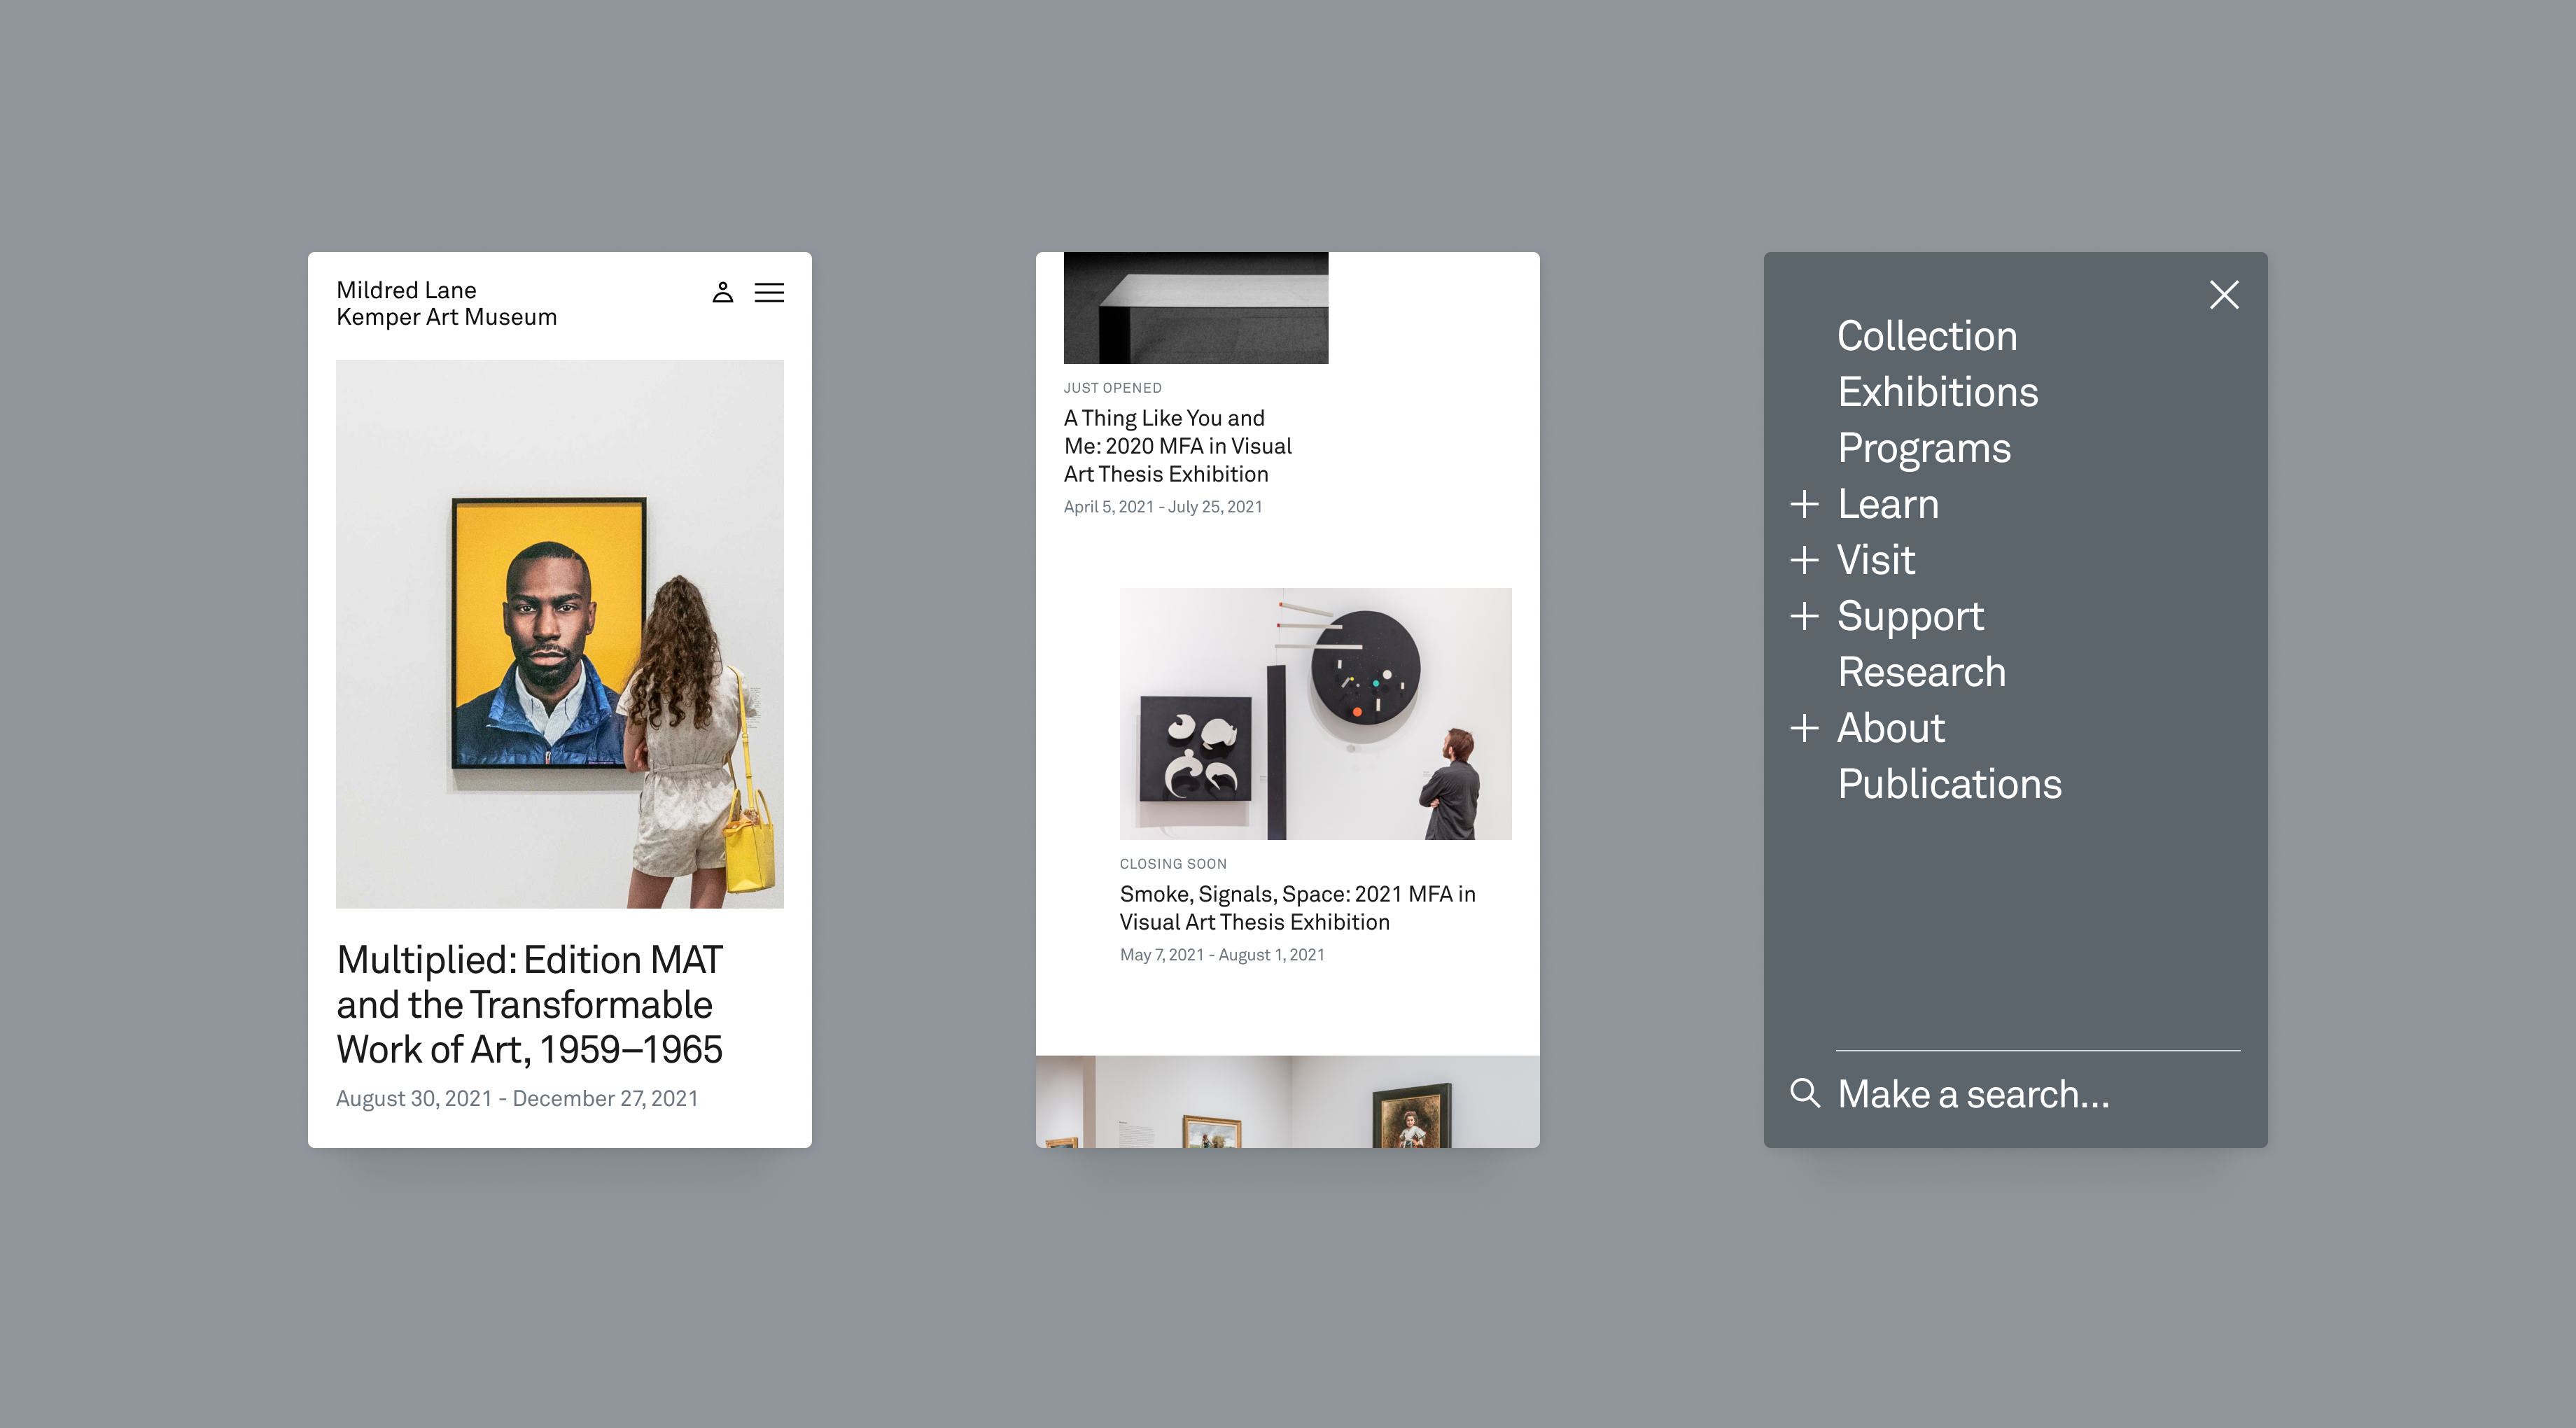 Mildred Lane
Kemper Art Museum
Multiplied: Edition MAT
and the Transformable
Work of Art, 1959–1965
August 30, 2021 - December 27, 2021
JUST OPENED
A Thing Like You and
Me: 2020 MFA in Visual
Art Thesis Exhibition
April 5, 2021 - July 25, 2021
CLOSING SOON
Smoke, Signals, Space: 2021 MFA in
Visual Art Thesis Exhibition
May 7, 2021 - August 1, 2021
Collection
Exhibitions
Programs
+ Learn
+ Visit
+ Support
Research
+ About
Publications
Make a search...